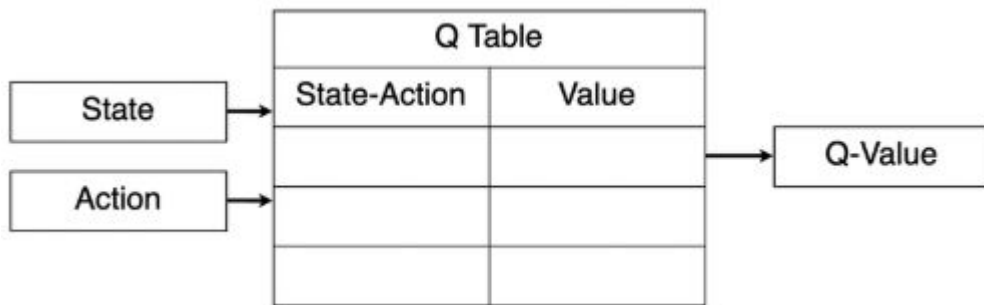 Q Table
State-Action Value
State
Action
Q-Value